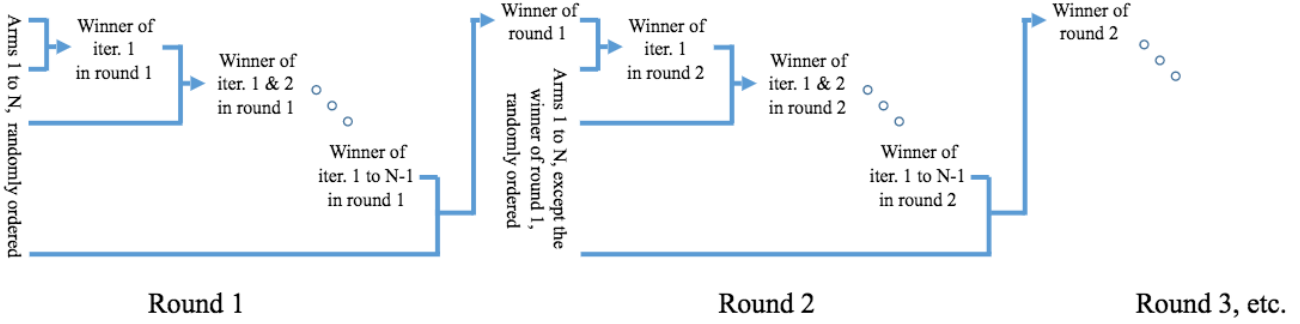 Arms 1 to N, randomly ordered
Winner of
iter. 1
in round 1
Winner of
iter. 1 & 2
in round 1
Winner of
iter. 1 to N-1
in round 1
Winner of
round 1
Arms 1 to N, except the
winner of round 1,
randomly ordered
Winner of
iter. 1
in round 2
Winner of
iter. 1 & 2
in round 2
Winner of
iter. 1 to N-1
in round 2
Winner of
round 2
Round 1
Round 2
Round 3, etc.